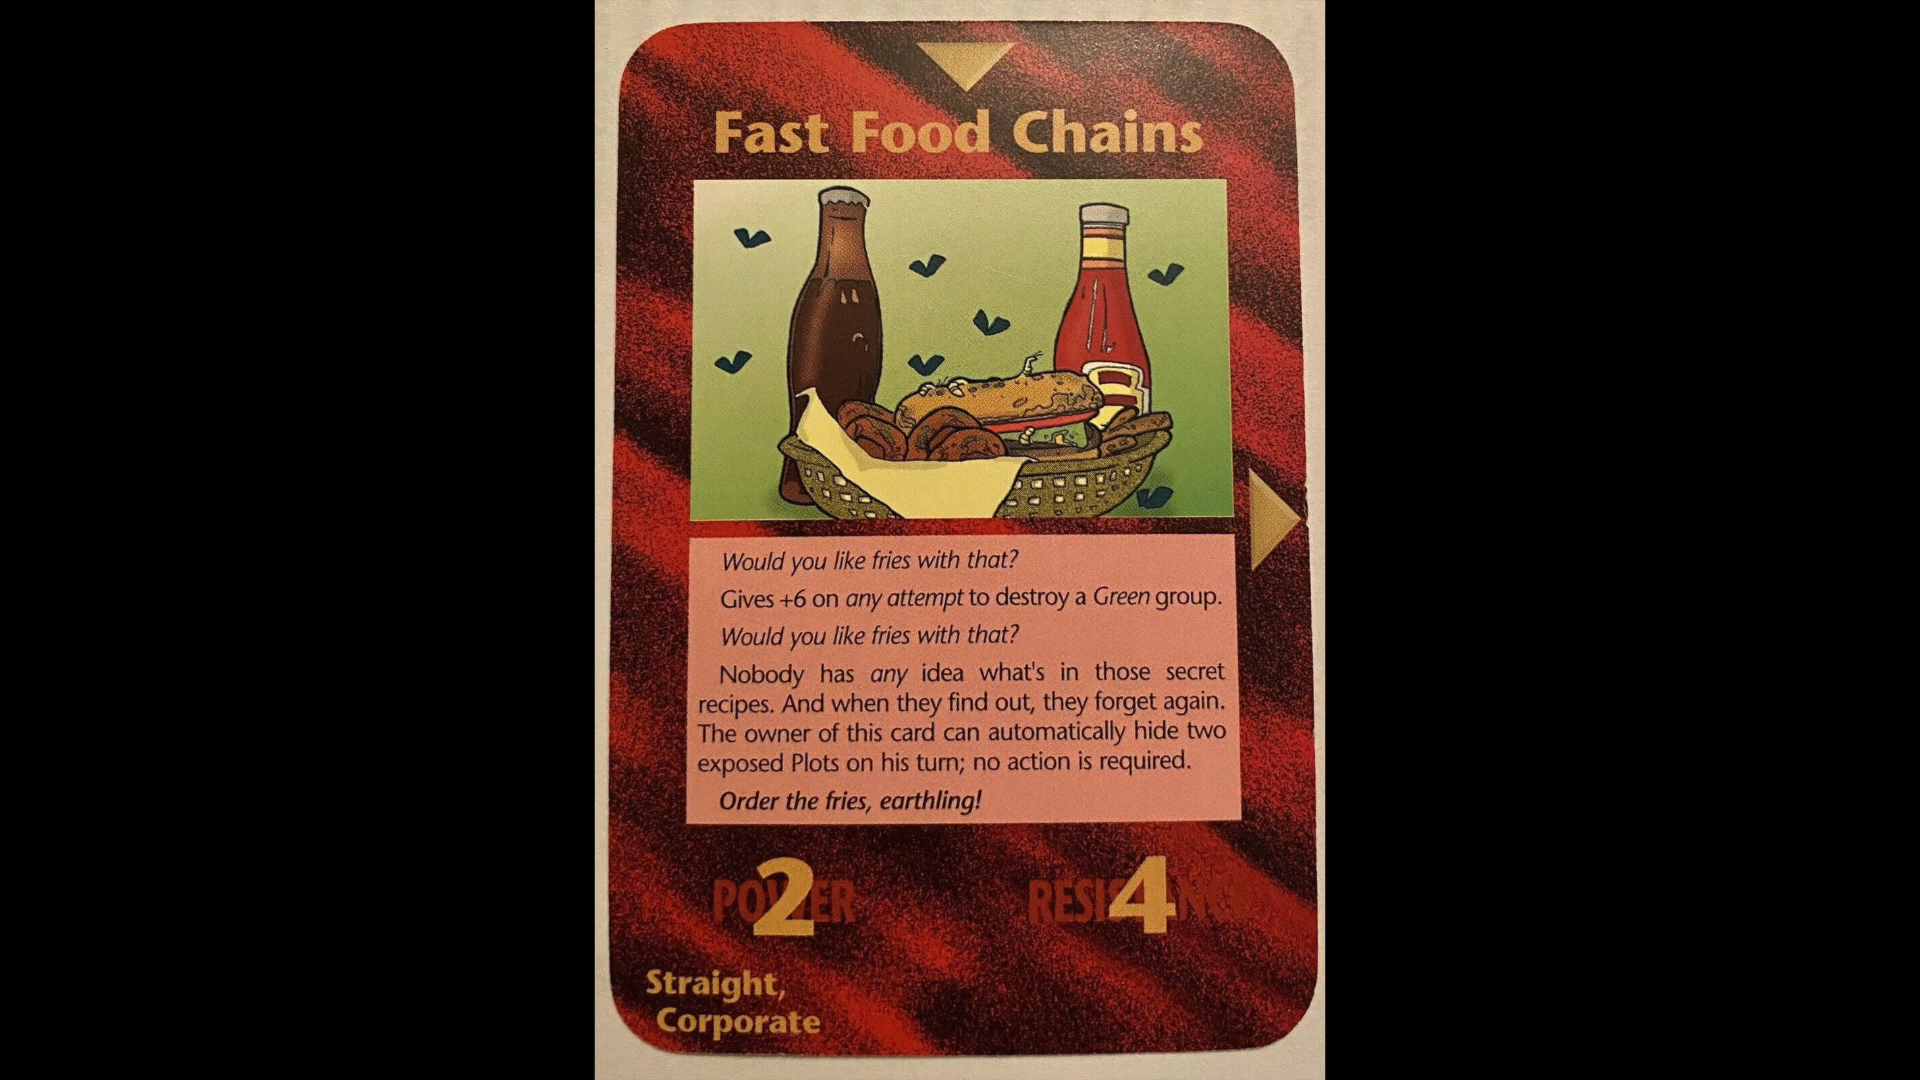 Fast Food Chains
Would you like fries with that?
Gives +6 on any attempt to destroy a Green group.
Would you like fries with that?
Nobody has any idea what's in those secret
recipes. And when they find out, they forget again.
The owner of this card can automatically hide two
exposed Plots on his turn; no action is required.
Order the fries, earthling!
POWER 2
RESISTANCE 4
Straight,
Corporate